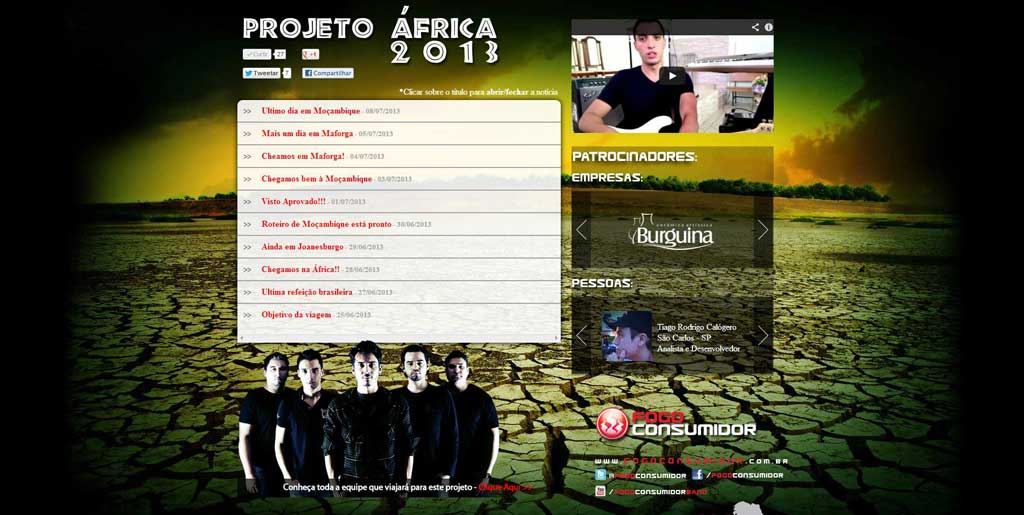 PROJETO ÁFRICA
2013
Curtir 27
+1
Tweetar 7
Compartilhar
*Clicar sobre o título para abrir/fechar a notícia
>> Ultimo dia em Moçambique - 08/07/2013
>> Mais um dia em Maforga - 05/07/2013
>> Cheamos em Maforga! - 04/07/2013
>> Chegamos bem à Moçambique - 03/07/2013
>> Visto Aprovado!!! - 01/07/2013
>> Roteiro de Moçambique está pronto - 30/06/2013
>> Ainda em Joanesburgo - 29/06/2013
>> Chegamos na África!! - 28/06/2013
>> Ultima refeição brasileira - 27/06/2013
>> Objetivo da viagem - 25/06/2013
Conheça toda a equipe que viajará para este projeto - Clique Aqui >>
PATROCINADORES:
EMPRESAS:
cerâmica artística
Burguina
PESSOAS:
Tiago Rodrigo Calógero
São Carlos - SP
Analista e Desenvolvedor
FOGO
CONSUMIDOR
WWW.FOGOCONSUMIDOR.COM.BR
@FOGOCONSUMIDOR /FOGOCONSUMIDOR
/FOGOCONSUMIDORBAND